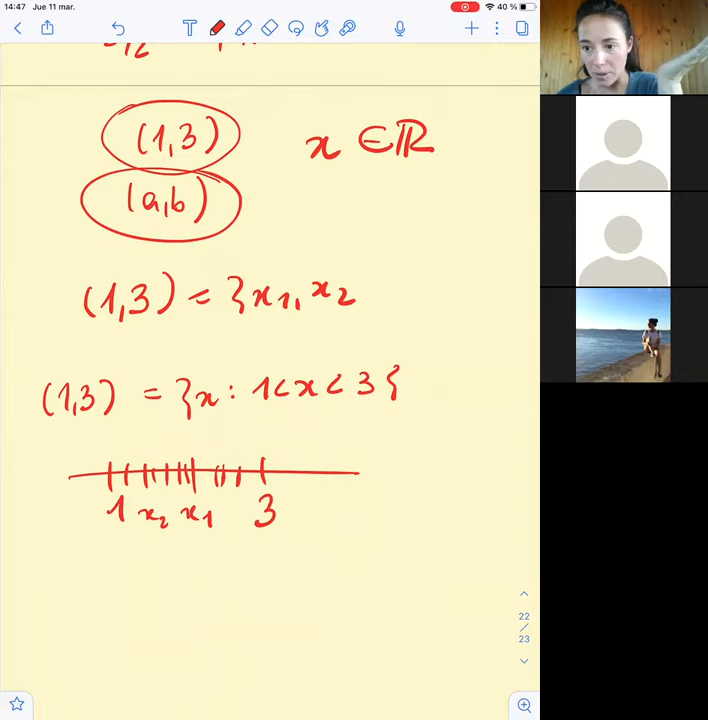 14:47 Jue 11 mar.
40 %
(1,3) x ∈ ℝ
(a,b)
(1,3) = {x₁, x₂
(1,3) = {x : 1 < x < 3}
1 x₂ x₁ 3
22
/
23